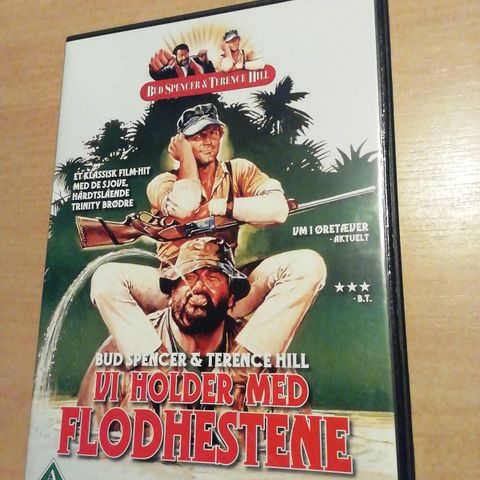 BUD SPENCER & TERENCE HILL
ET KLASSISK FILM-HIT
MED DE SJOVE,
HÅRDTSLÅENDE
TRINITY BRØDRE
VM I ØRETÆVER
- AKTUELT
★★★
- B.T.
BUD SPENCER & TERENCE HILL
VI HOLDER MED
FLODHESTENE
A